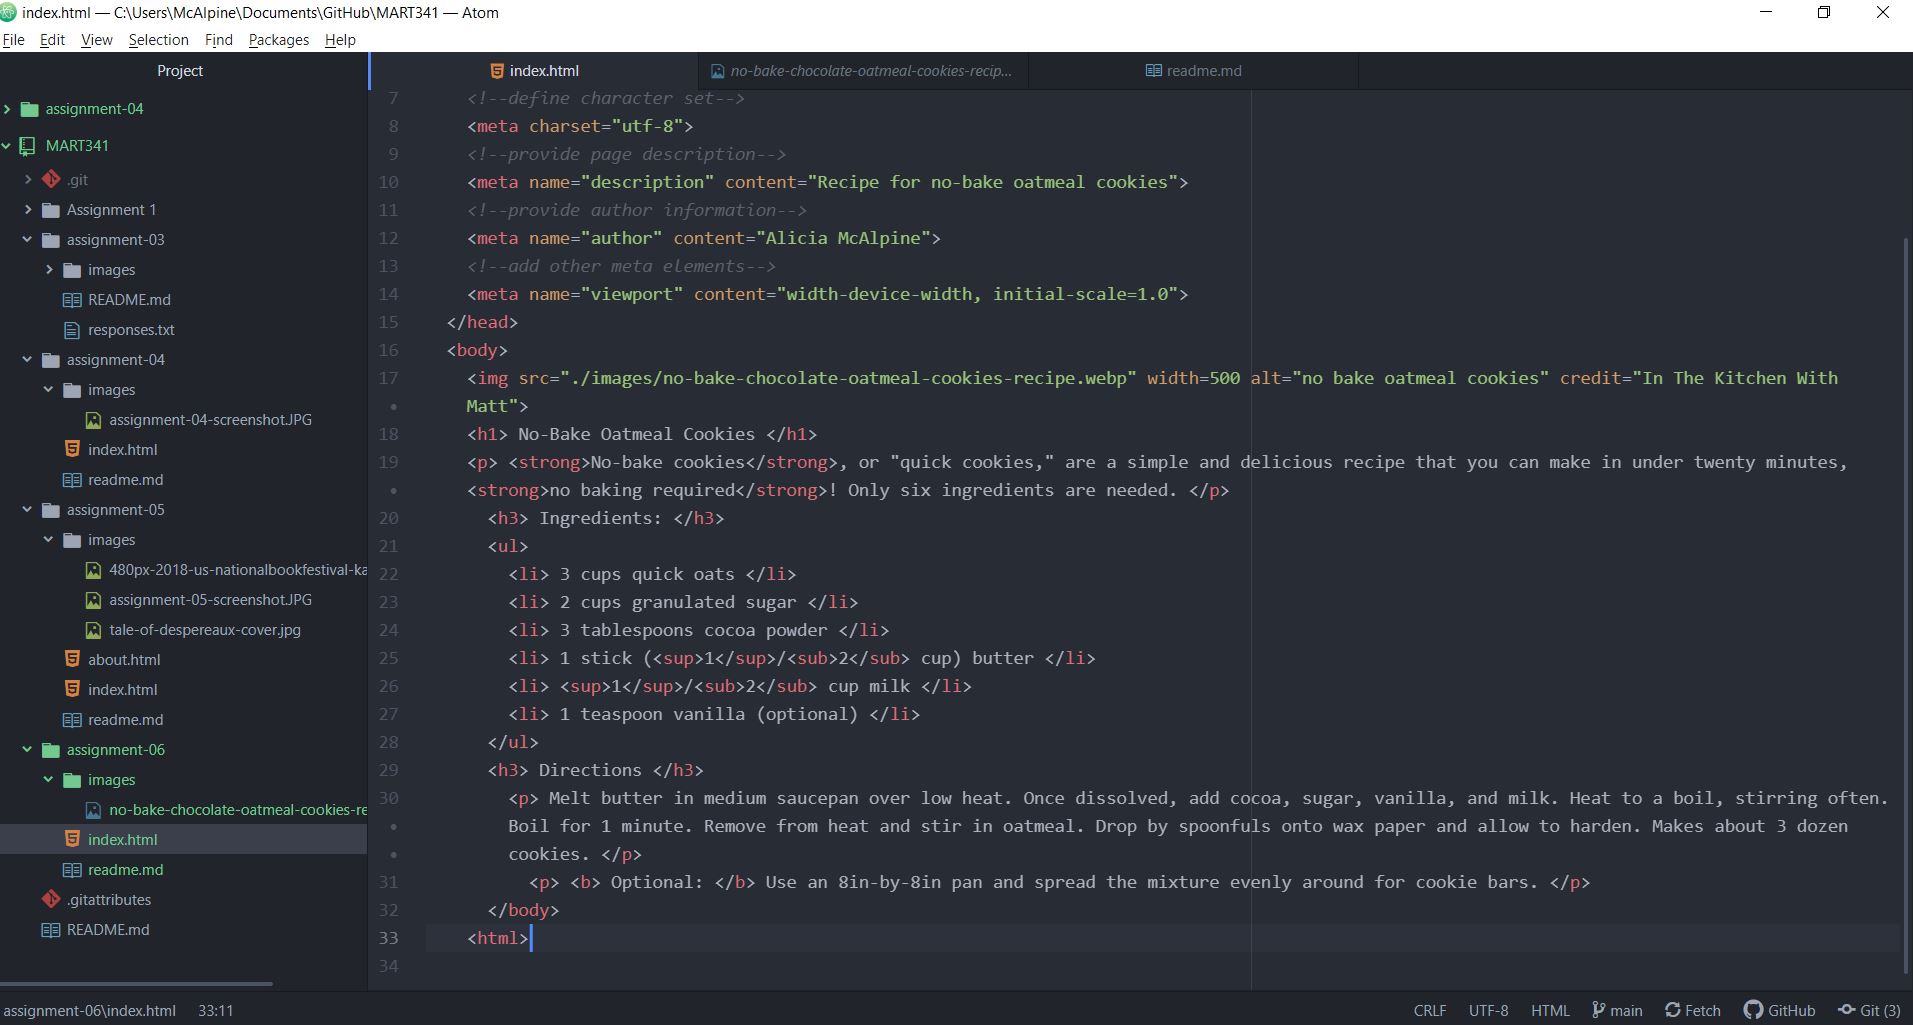 index.html — C:\Users\McAlpine\Documents\GitHub\MART341 — Atom
File Edit View Selection Find Packages Help
Project
assignment-04
MART341
.git
Assignment 1
assignment-03
images
README.md
responses.txt
assignment-04
images
assignment-04-screenshot.JPG
index.html
readme.md
assignment-05
images
480px-2018-us-nationalbookfestival-ka
assignment-05-screenshot.JPG
tale-of-despereaux-cover.jpg
about.html
index.html
readme.md
assignment-06
images
no-bake-chocolate-oatmeal-cookies-re
index.html
readme.md
.gitattributes
README.md
index.html no-bake-chocolate-oatmeal-cookies-recip... readme.md
7 <!--define character set-->
8 <meta charset="utf-8">
9 <!--provide page description-->
10 <meta name="description" content="Recipe for no-bake oatmeal cookies">
11 <!--provide author information-->
12 <meta name="author" content="Alicia McAlpine">
13 <!--add other meta elements-->
14 <meta name="viewport" content="width-device-width, initial-scale=1.0">
15 </head>
16 <body>
17 <img src="./images/no-bake-chocolate-oatmeal-cookies-recipe.webp" width=500 alt="no bake oatmeal cookies" credit="In The Kitchen With
• Matt">
18 <h1> No-Bake Oatmeal Cookies </h1>
19 <p> <strong>No-bake cookies</strong>, or "quick cookies," are a simple and delicious recipe that you can make in under twenty minutes,
• <strong>no baking required</strong>! Only six ingredients are needed. </p>
20 <h3> Ingredients: </h3>
21 <ul>
22 <li> 3 cups quick oats </li>
23 <li> 2 cups granulated sugar </li>
24 <li> 3 tablespoons cocoa powder </li>
25 <li> 1 stick (<sup>1</sup>/<sub>2</sub> cup) butter </li>
26 <li> <sup>1</sup>/<sub>2</sub> cup milk </li>
27 <li> 1 teaspoon vanilla (optional) </li>
28 </ul>
29 <h3> Directions </h3>
30 <p> Melt butter in medium saucepan over low heat. Once dissolved, add cocoa, sugar, vanilla, and milk. Heat to a boil, stirring often.
• Boil for 1 minute. Remove from heat and stir in oatmeal. Drop by spoonfuls onto wax paper and allow to harden. Makes about 3 dozen
• cookies. </p>
31 <p> <b> Optional: </b> Use an 8in-by-8in pan and spread the mixture evenly around for cookie bars. </p>
32 </body>
33 <html>
34
assignment-06\index.html 33:11 CRLF UTF-8 HTML main Fetch GitHub Git (3)